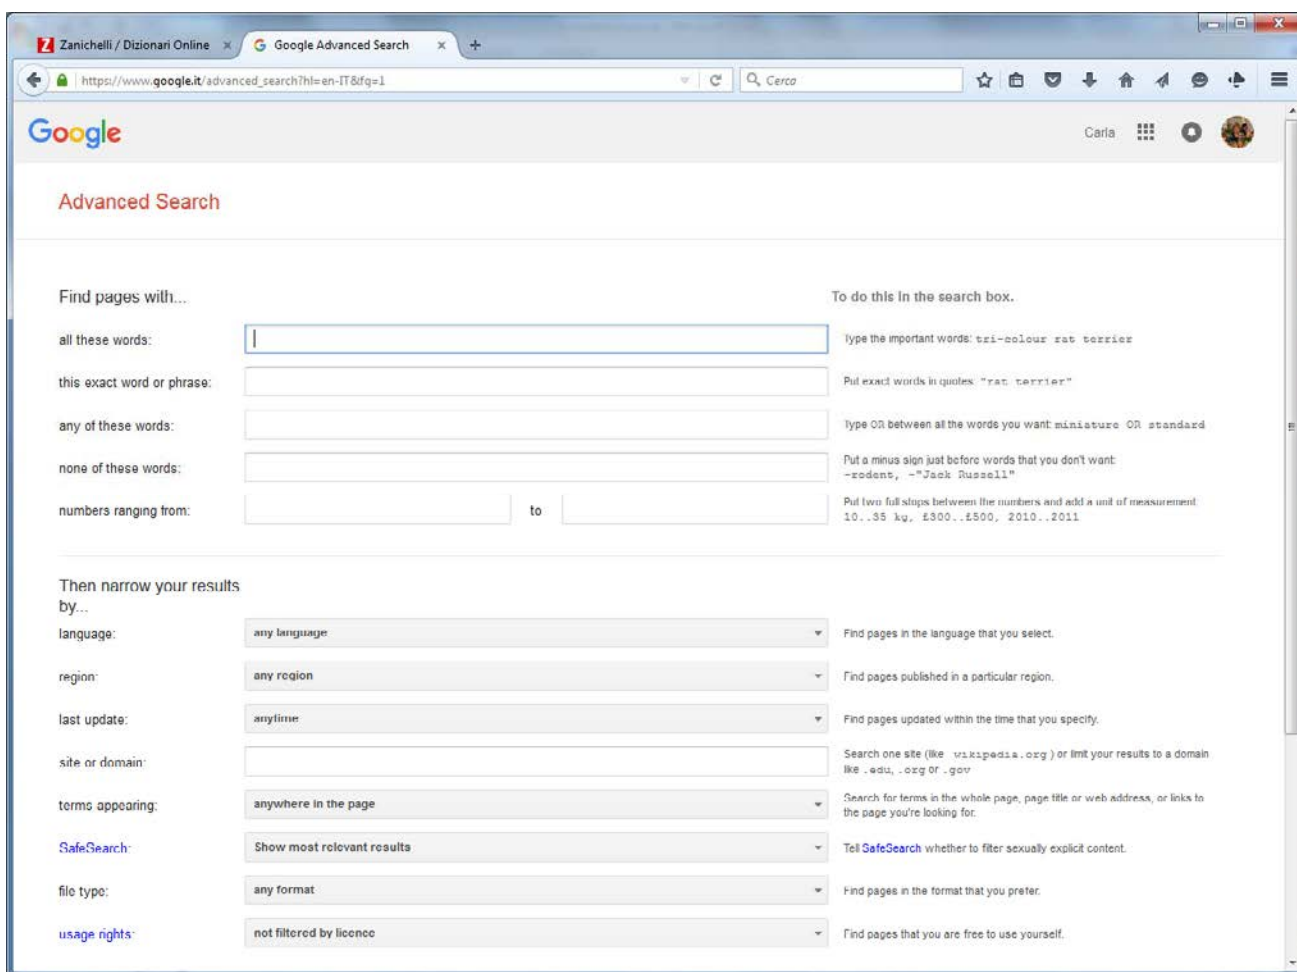 Zanichelli / Dizionari Online × Google Advanced Search × +
https://www.google.it/advanced_search?hl=en-IT&fg=1 Cerca
Google Carla
Advanced Search
Find pages with... To do this in the search box.
all these words: Type the important words: tri-colour rat terrier
this exact word or phrase: Put exact words in quotes: "rat terrier"
any of these words: Type OR between all the words you want: miniature OR standard
none of these words: Put a minus sign just before words that you don't want:
-rodent, -"Jack Russell"
numbers ranging from: to Put two full stops between the numbers and add a unit of measurement:
10..35 kg, £300..£500, 2010..2011
Then narrow your results
by...
language: any language Find pages in the language that you select.
region: any region Find pages published in a particular region.
last update: anytime Find pages updated within the time that you specify.
site or domain: Search one site (like wikipedia.org ) or limit your results to a domain
like .edu, .org or .gov
terms appearing: anywhere in the page Search for terms in the whole page, page title or web address, or links to
the page you're looking for.
SafeSearch: Show most relevant results Tell SafeSearch whether to filter sexually explicit content.
file type: any format Find pages in the format that you prefer.
usage rights: not filtered by licence Find pages that you are free to use yourself.